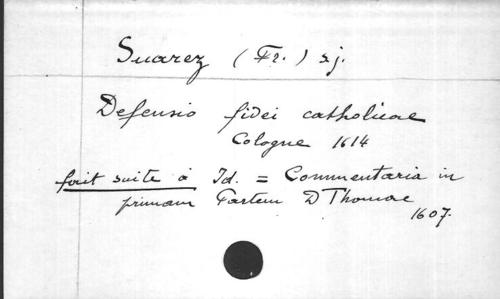 Suarez (Fr.) sj.
Defensio fidei catholicae
Cologne 1614
fait suite à Id. = Commentaria in
primam Partem D Thomae
1607.